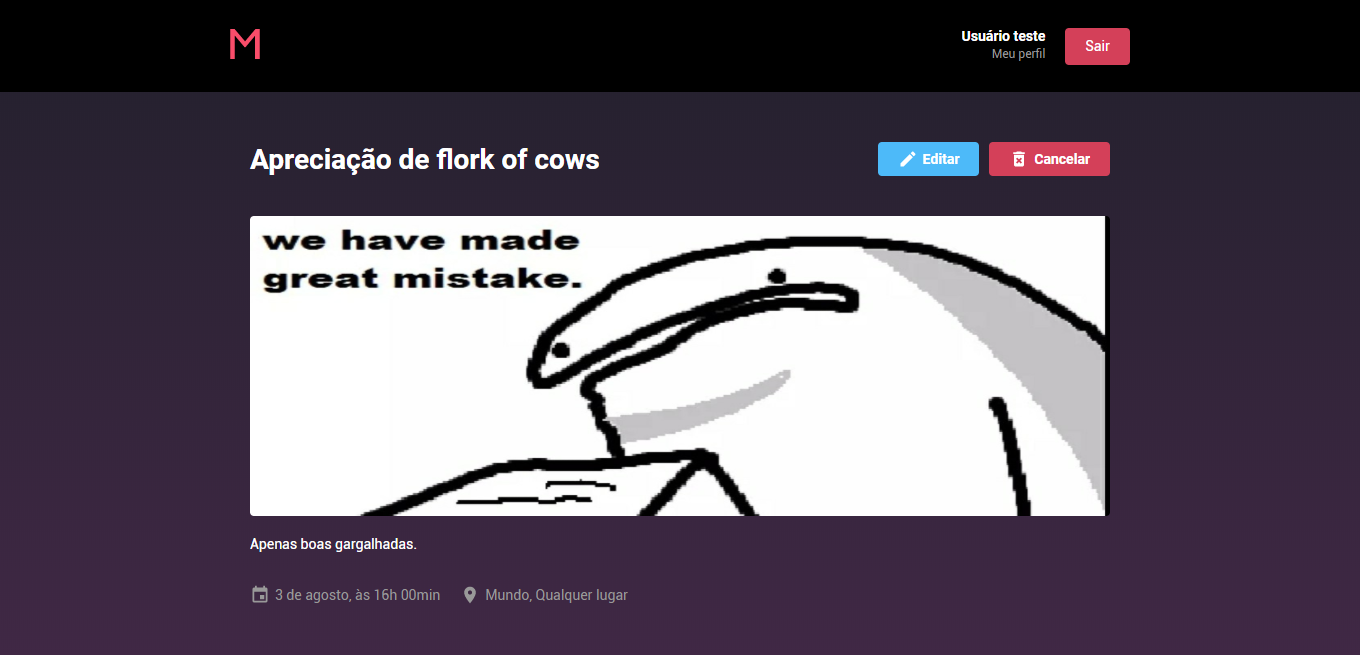 M
Usuário teste
Meu perfil
Sair
Apreciação de flork of cows
Editar
Cancelar
we have made
great mistake.
Apenas boas gargalhadas.
3 de agosto, às 16h 00min
Mundo, Qualquer lugar